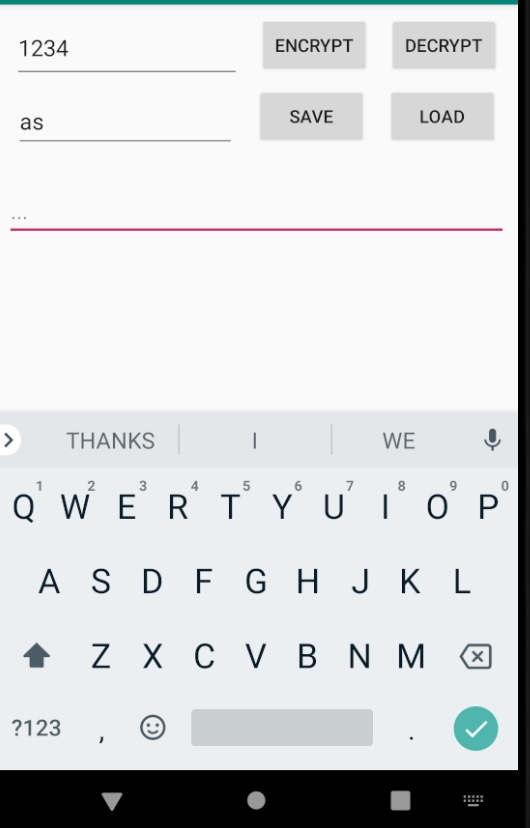 1234 ENCRYPT DECRYPT
as SAVE LOAD
...
THANKS I WE
1 2 3 4 5 6 7 8 9 0
Q W E R T Y U I O P
A S D F G H J K L
Z X C V B N M
?123 , .